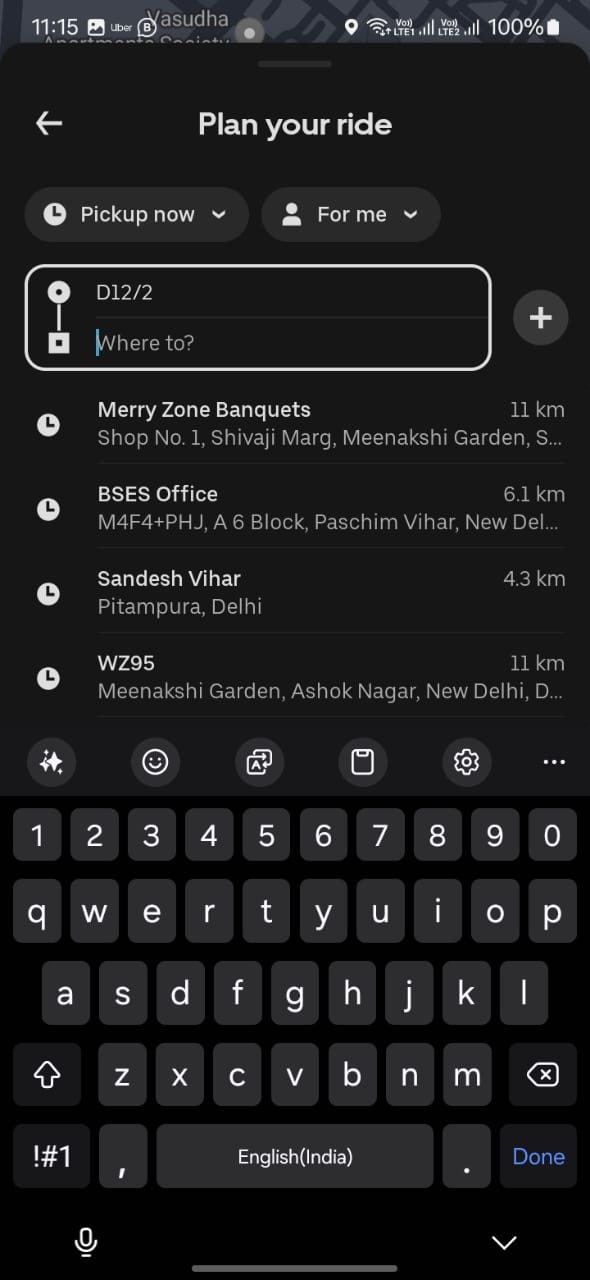 11:15 Uber B Vo) LTE1 Vo) LTE2 100%
Vasudha
Apartments Society
Plan your ride
Pickup now
For me
D12/2
Where to?
Merry Zone Banquets 11 km
Shop No. 1, Shivaji Marg, Meenakshi Garden, S...
BSES Office 6.1 km
M4F4+PHJ, A 6 Block, Paschim Vihar, New Del...
Sandesh Vihar 4.3 km
Pitampura, Delhi
WZ95 11 km
Meenakshi Garden, Ashok Nagar, New Delhi, D...
1 2 3 4 5 6 7 8 9 0
q w e r t y u i o p
a s d f g h j k l
z x c v b n m
!#1 , English(India) . Done